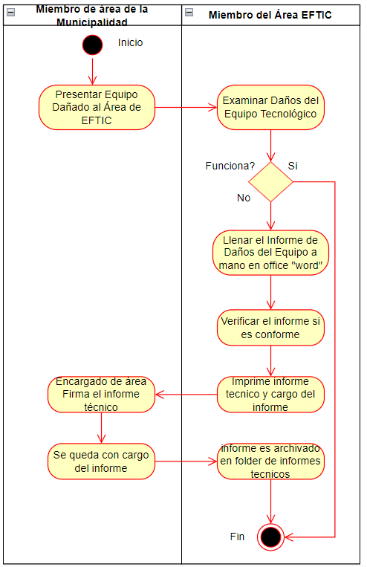 Miembro de área de la
Municipalidad
Miembro del Área EFTIC
Inicio
Presentar Equipo
Dañado al Área de
EFTIC
Examinar Daños del
Equipo Tecnológico
Funciona?
Sí
No
Llenar el Informe de
Daños del Equipo a
mano en office "word"
Verificar el informe si
es conforme
Imprime informe
tecnico y cargo del
informe
Encargado de área
Firma el informe
técnico
Se queda con cargo
del informe
informe es archivado
en folder de informes
tecnicos
Fin